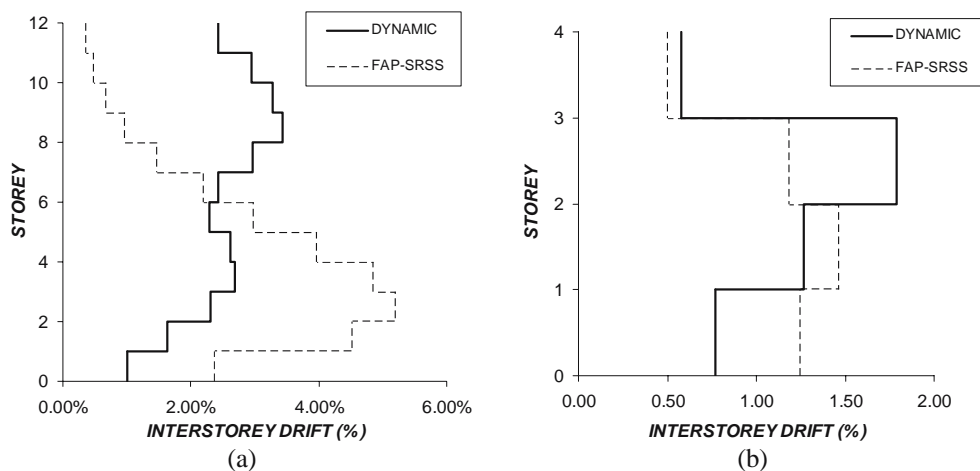 12
10
8
6
4
2
0
STOREY
0.00%
2.00%
4.00%
6.00%
INTERSTOREY DRIFT (%)
DYNAMIC
FAP-SRSS
(a)
4
3
2
1
0
STOREY
0.00
0.50
1.00
1.50
2.00
INTERSTOREY DRIFT (%)
DYNAMIC
FAP-SRSS
(b)